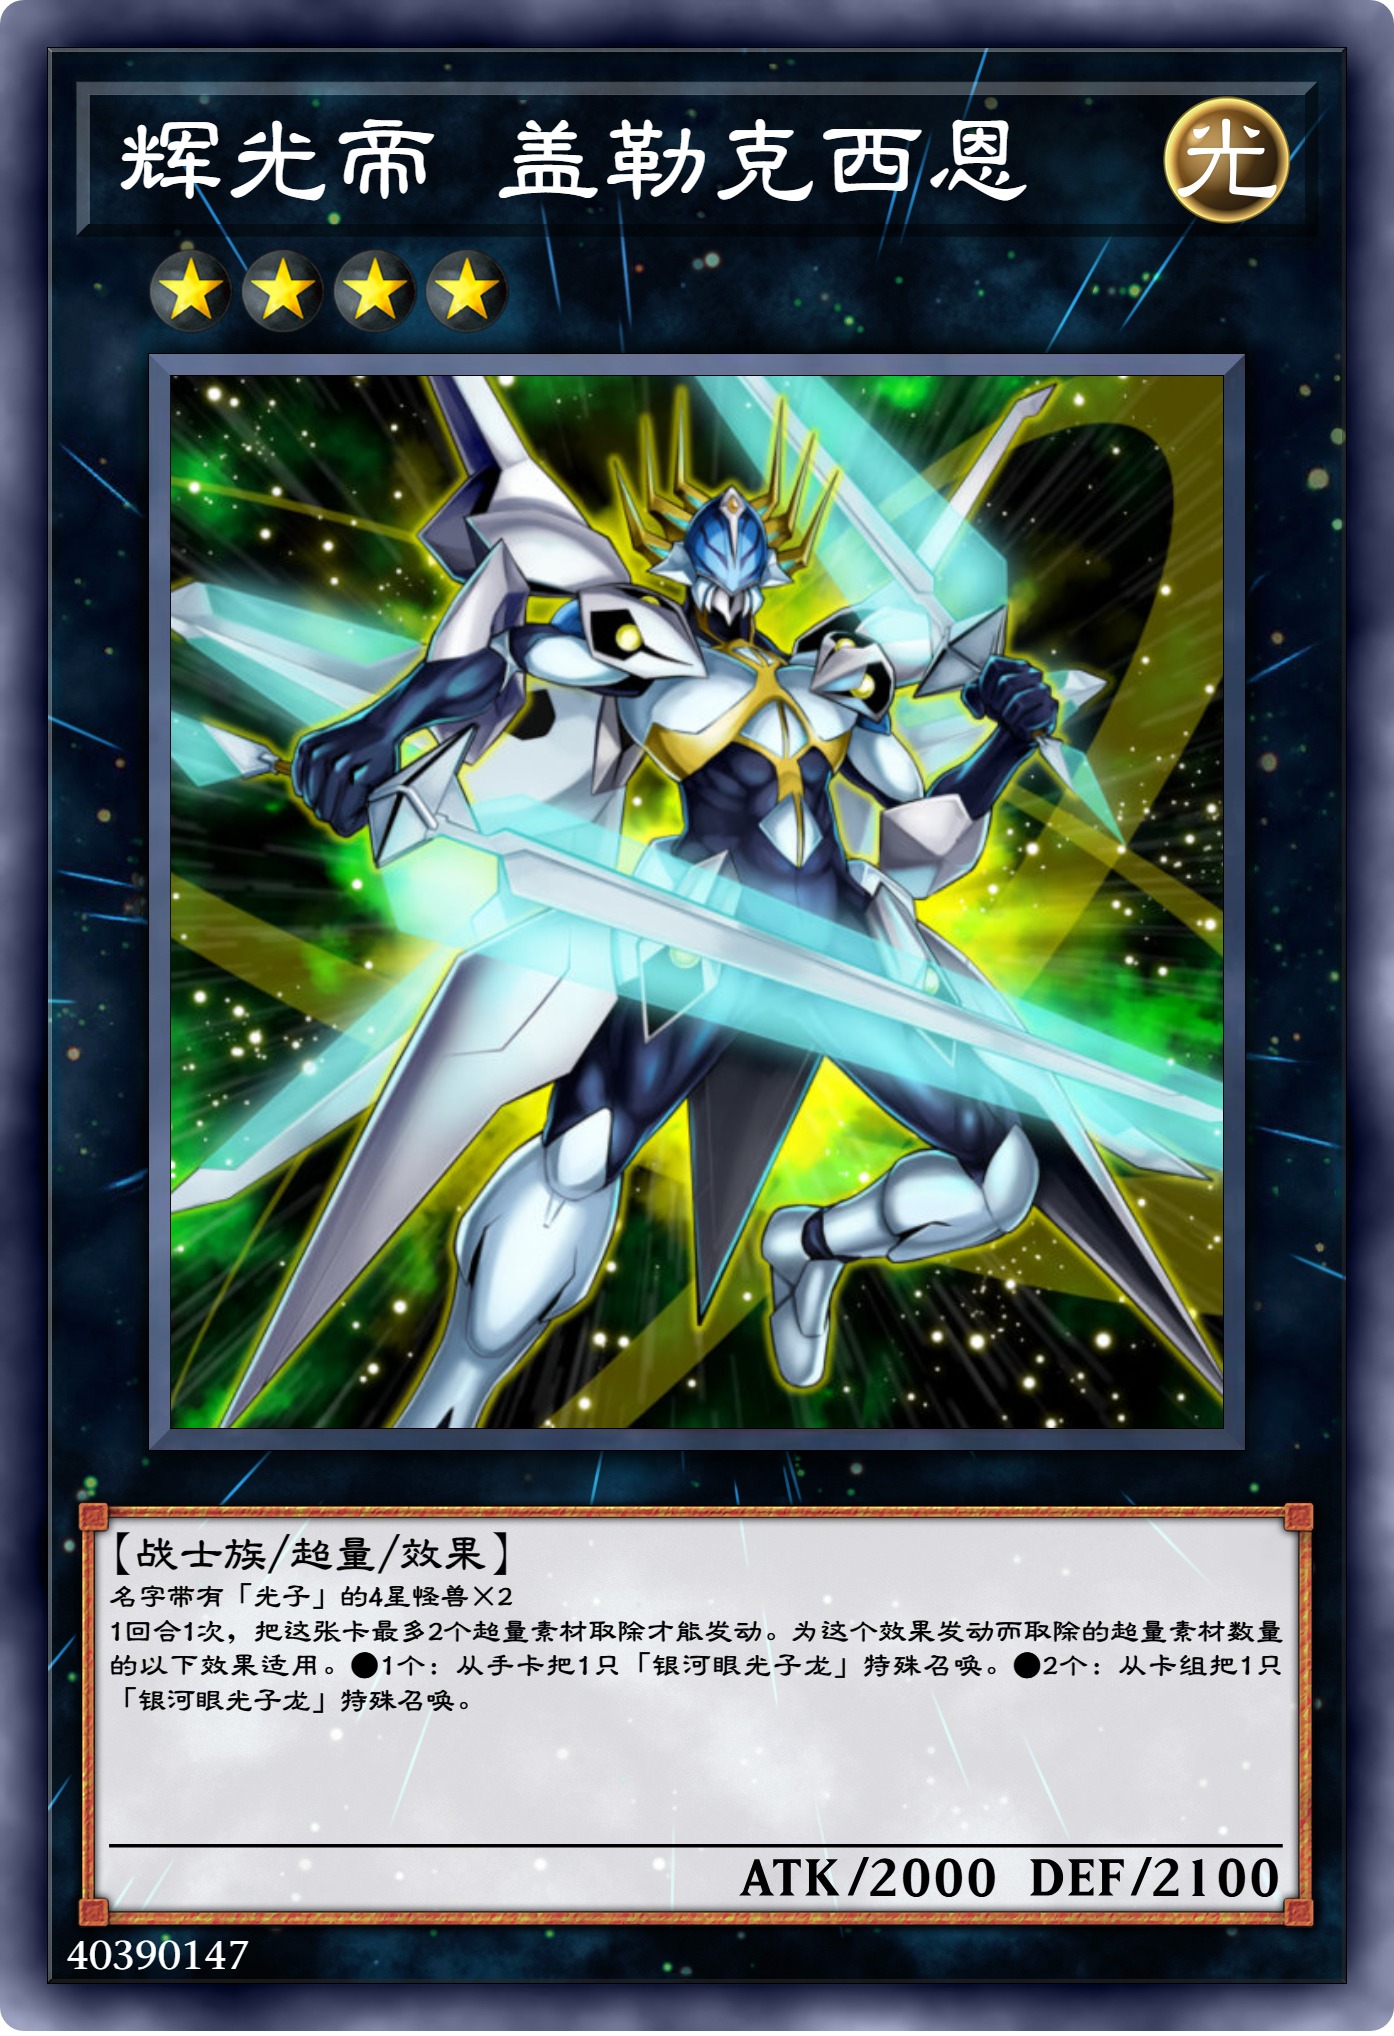 辉光帝 盖勒克西恩
光
【战士族/超量/效果】
名字带有「光子」的4星怪兽×2
1回合1次，把这张卡最多2个超量素材取除才能发动。为这个效果发动而取除的超量素材数量
的以下效果适用。●1个：从手卡把1只「银河眼光子龙」特殊召唤。●2个：从卡组把1只
「银河眼光子龙」特殊召唤。
ATK/2000 DEF/2100
40390147